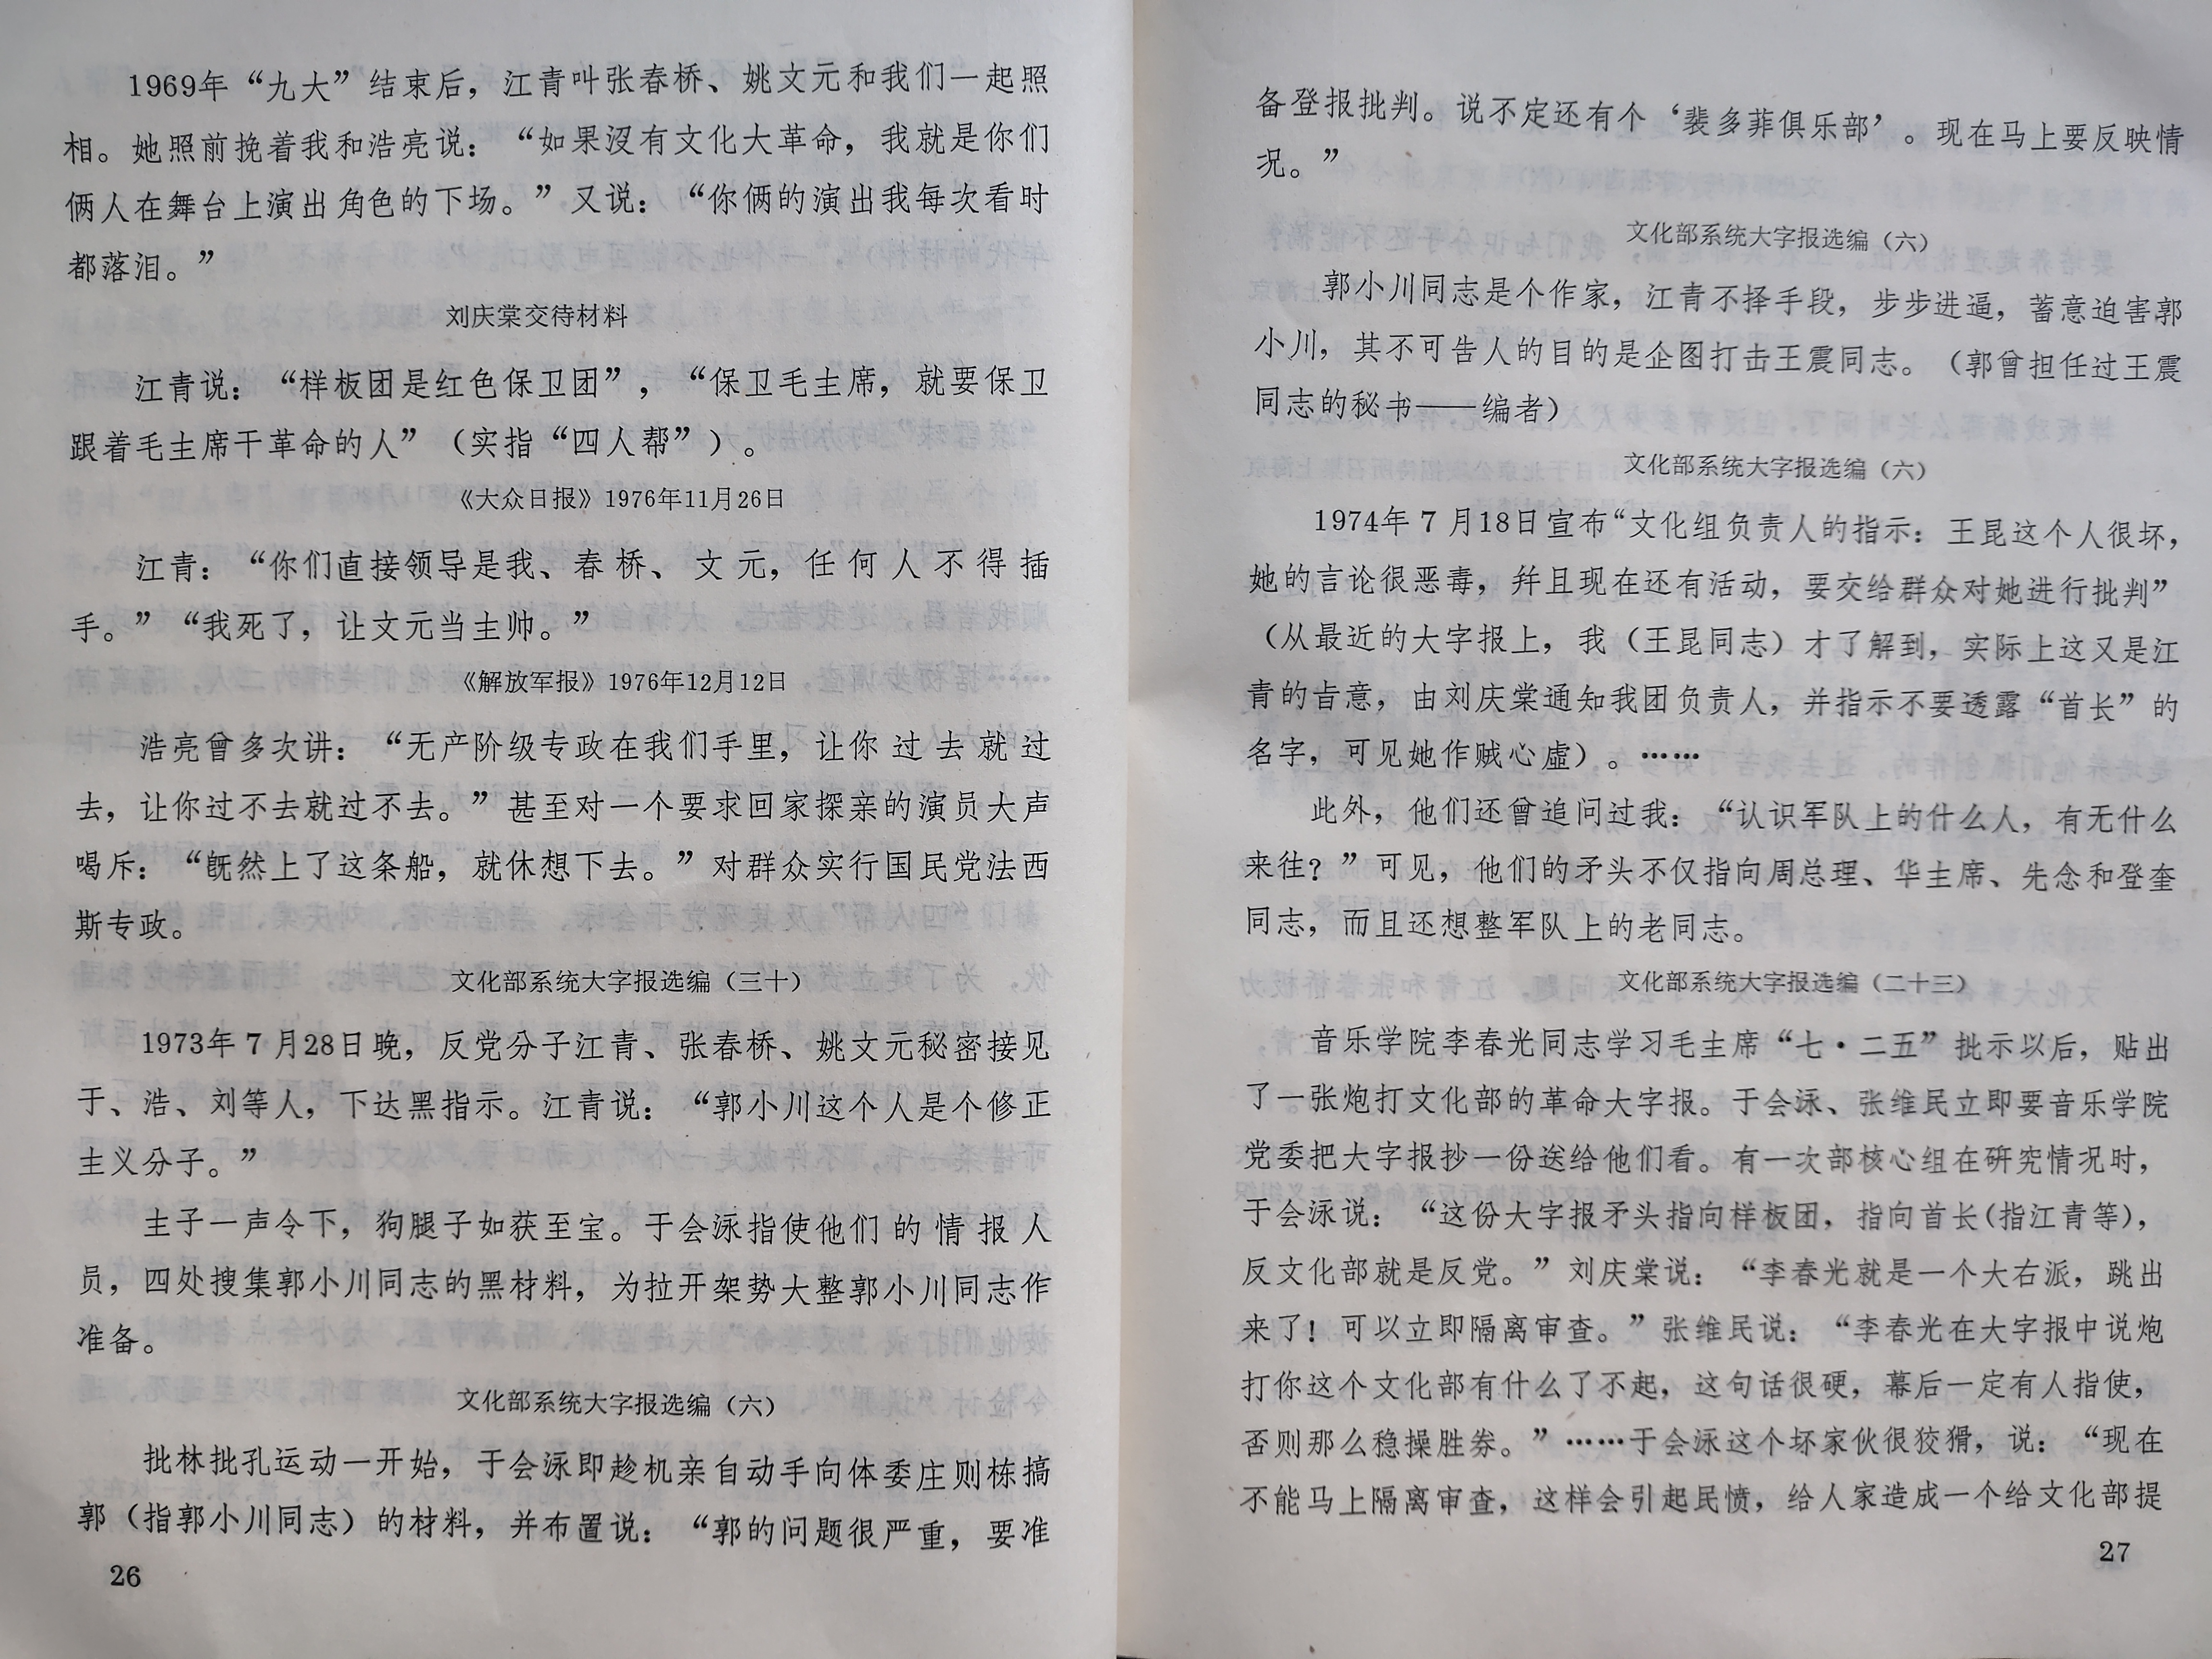 1969年“九大”结束后，江青叫张春桥、姚文元和我们一起照
相。她照前挽着我和浩亮说：“如果沒有文化大革命，我就是你们
俩人在舞台上演出角色的下场。”又说：“你俩的演出我每次看时
都落泪。”
刘庆棠交待材料
江青说：“样板团是红色保卫团”，“保卫毛主席，就要保卫
跟着毛主席干革命的人”（实指“四人帮”）。
《大众日报》1976年11月26日
江青：“你们直接领导是我、春桥、文元，任何人不得插
手。”“我死了，让文元当主帅。”
《解放军报》1976年12月12日
浩亮曾多次讲：“无产阶级专政在我们手里，让你过去就过
去，让你过不去就过不去。”甚至对一个要求回家探亲的演员大声
喝斥：“既然上了这条船，就休想下去。”对群众实行国民党法西
斯专政。
文化部系统大字报选编（三十）
1973年7月28日晚，反党分子江青、张春桥、姚文元秘密接见
于、浩、刘等人，下达黑指示。江青说：“郭小川这个人是个修正
主义分子。”
主子一声令下，狗腿子如获至宝。于会泳指使他们的情报人
员，四处搜集郭小川同志的黑材料，为拉开架势大整郭小川同志作
准备。
文化部系统大字报选编（六）
批林批孔运动一开始，于会泳即趁机亲自动手向体委庄则栋搞
郭（指郭小川同志）的材料，并布置说：“郭的问题很严重，要准
26
备登报批判。说不定还有个‘裴多菲俱乐部’。现在马上要反映情
况。”
文化部系统大字报选编（六）
郭小川同志是个作家，江青不择手段，步步进逼，蓄意迫害郭
小川，其不可告人的目的是企图打击王震同志。（郭曾担任过王震
同志的秘书——编者）
文化部系统大字报选编（六）
1974年7月18日宣布“文化组负责人的指示：王昆这个人很坏，
她的言论很恶毒，并且现在还有活动，要交给群众对她进行批判”
（从最近的大字报上，我（王昆同志）才了解到，实际上这又是江
青的旨意，由刘庆棠通知我团负责人，并指示不要透露“首长”的
名字，可见她作贼心虚）。……
此外，他们还曾追问过我：“认识军队上的什么人，有无什么
来往？”可见，他们的矛头不仅指向周总理、华主席、先念和登奎
同志，而且还想整军队上的老同志。
文化部系统大字报选编（二十三）
音乐学院李春光同志学习毛主席“七·二五”批示以后，贴出
了一张炮打文化部的革命大字报。于会泳、张维民立即要音乐学院
党委把大字报抄一份送给他们看。有一次部核心组在研究情况时，
于会泳说：“这份大字报矛头指向样板团，指向首长(指江青等)，
反文化部就是反党。”刘庆棠说：“李春光就是一个大右派，跳出
来了！可以立即隔离审查。”张维民说：“李春光在大字报中说炮
打你这个文化部有什么了不起，这句话很硬，幕后一定有人指使，
否则那么稳操胜券。”……于会泳这个坏家伙很狡猾，说：“现在
不能马上隔离审查，这样会引起民愤，给人家造成一个给文化部提
27